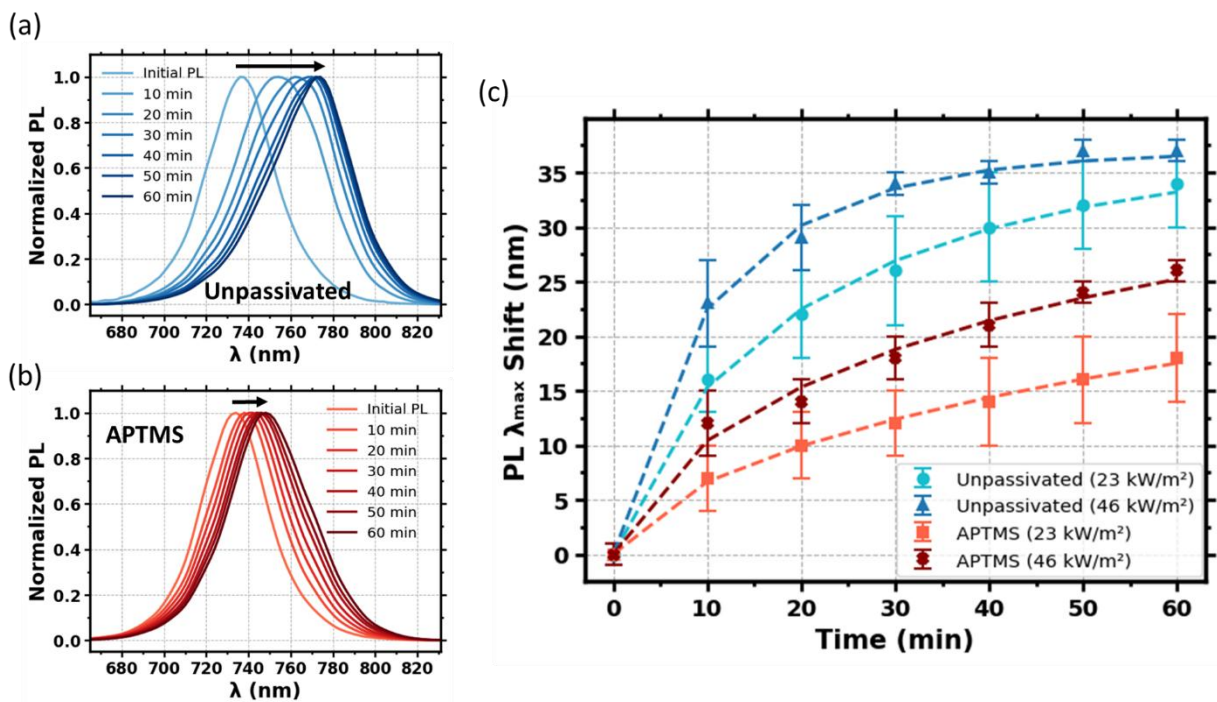 (a)
Normalized PL
1.0
0.8
0.6
0.4
0.2
0.0
Initial PL
10 min
20 min
30 min
40 min
50 min
60 min
Unpassivated
680 700 720 740 760 780 800 820
λ (nm)
(b)
Normalized PL
1.0
0.8
0.6
0.4
0.2
0.0
APTMS
Initial PL
10 min
20 min
30 min
40 min
50 min
60 min
680 700 720 740 760 780 800 820
λ (nm)
(c)
PL λmax Shift (nm)
35
30
25
20
15
10
5
0
Unpassivated (23 kW/m²)
Unpassivated (46 kW/m²)
APTMS (23 kW/m²)
APTMS (46 kW/m²)
0 10 20 30 40 50 60
Time (min)